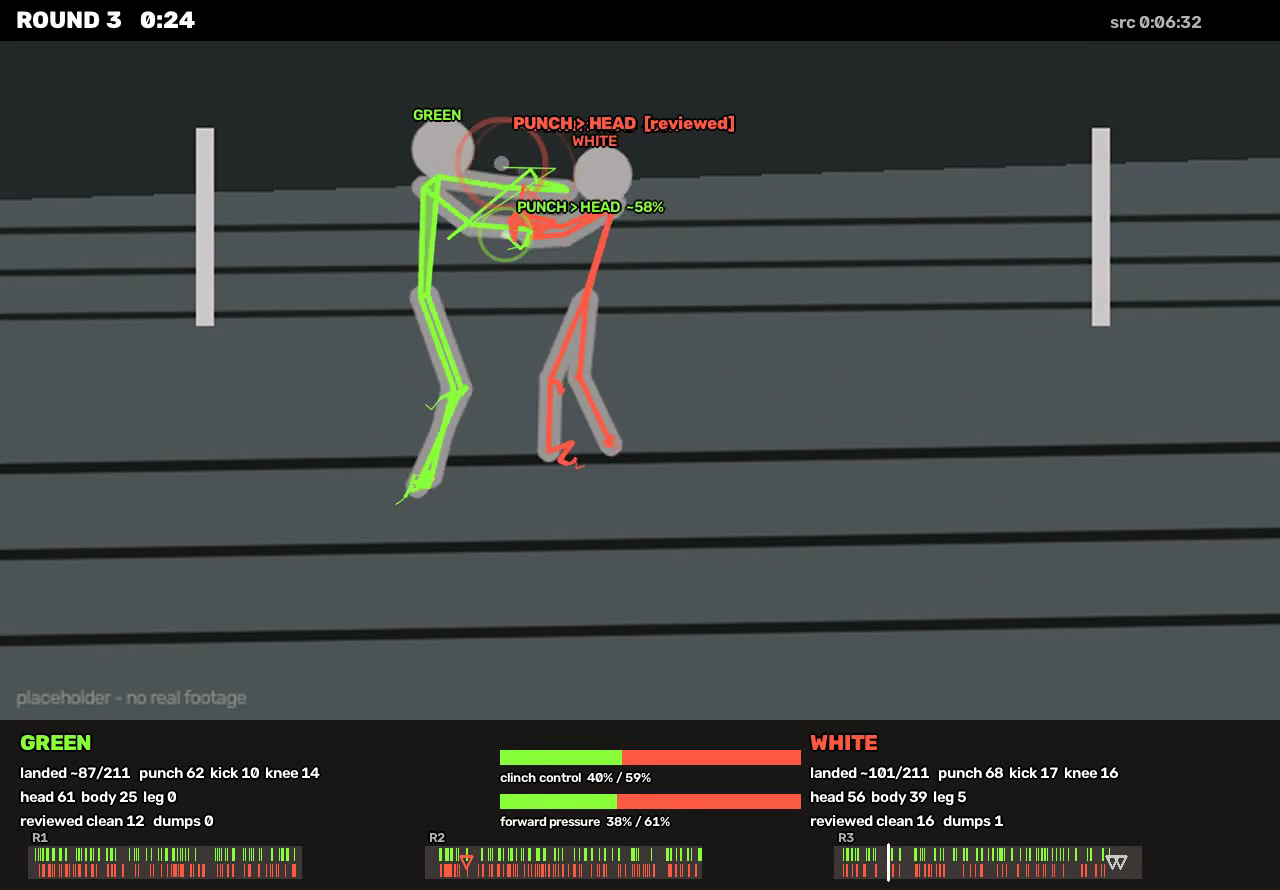 ROUND 3 0:24
src 0:06:32
GREEN
PUNCH > HEAD [reviewed]
WHITE
PUNCH > HEAD ~58%
placeholder - no real footage
GREEN
landed ~87/211 punch 62 kick 10 knee 14
head 61 body 25 leg 0
reviewed clean 12 dumps 0
clinch control 40% / 59%
forward pressure 38% / 61%
WHITE
landed ~101/211 punch 68 kick 17 knee 16
head 56 body 39 leg 5
reviewed clean 16 dumps 1
R1
R2
R3